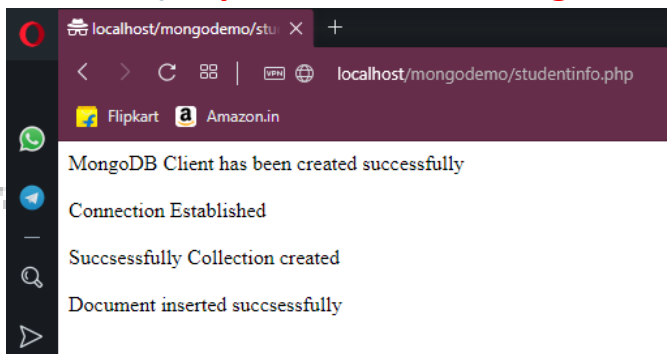 localhost/mongodemo/stu
VPN localhost/mongodemo/studentinfo.php
Flipkart a Amazon.in
MongoDB Client has been created successfully
Connection Established
Succsessfully Collection created
Document inserted succsessfully